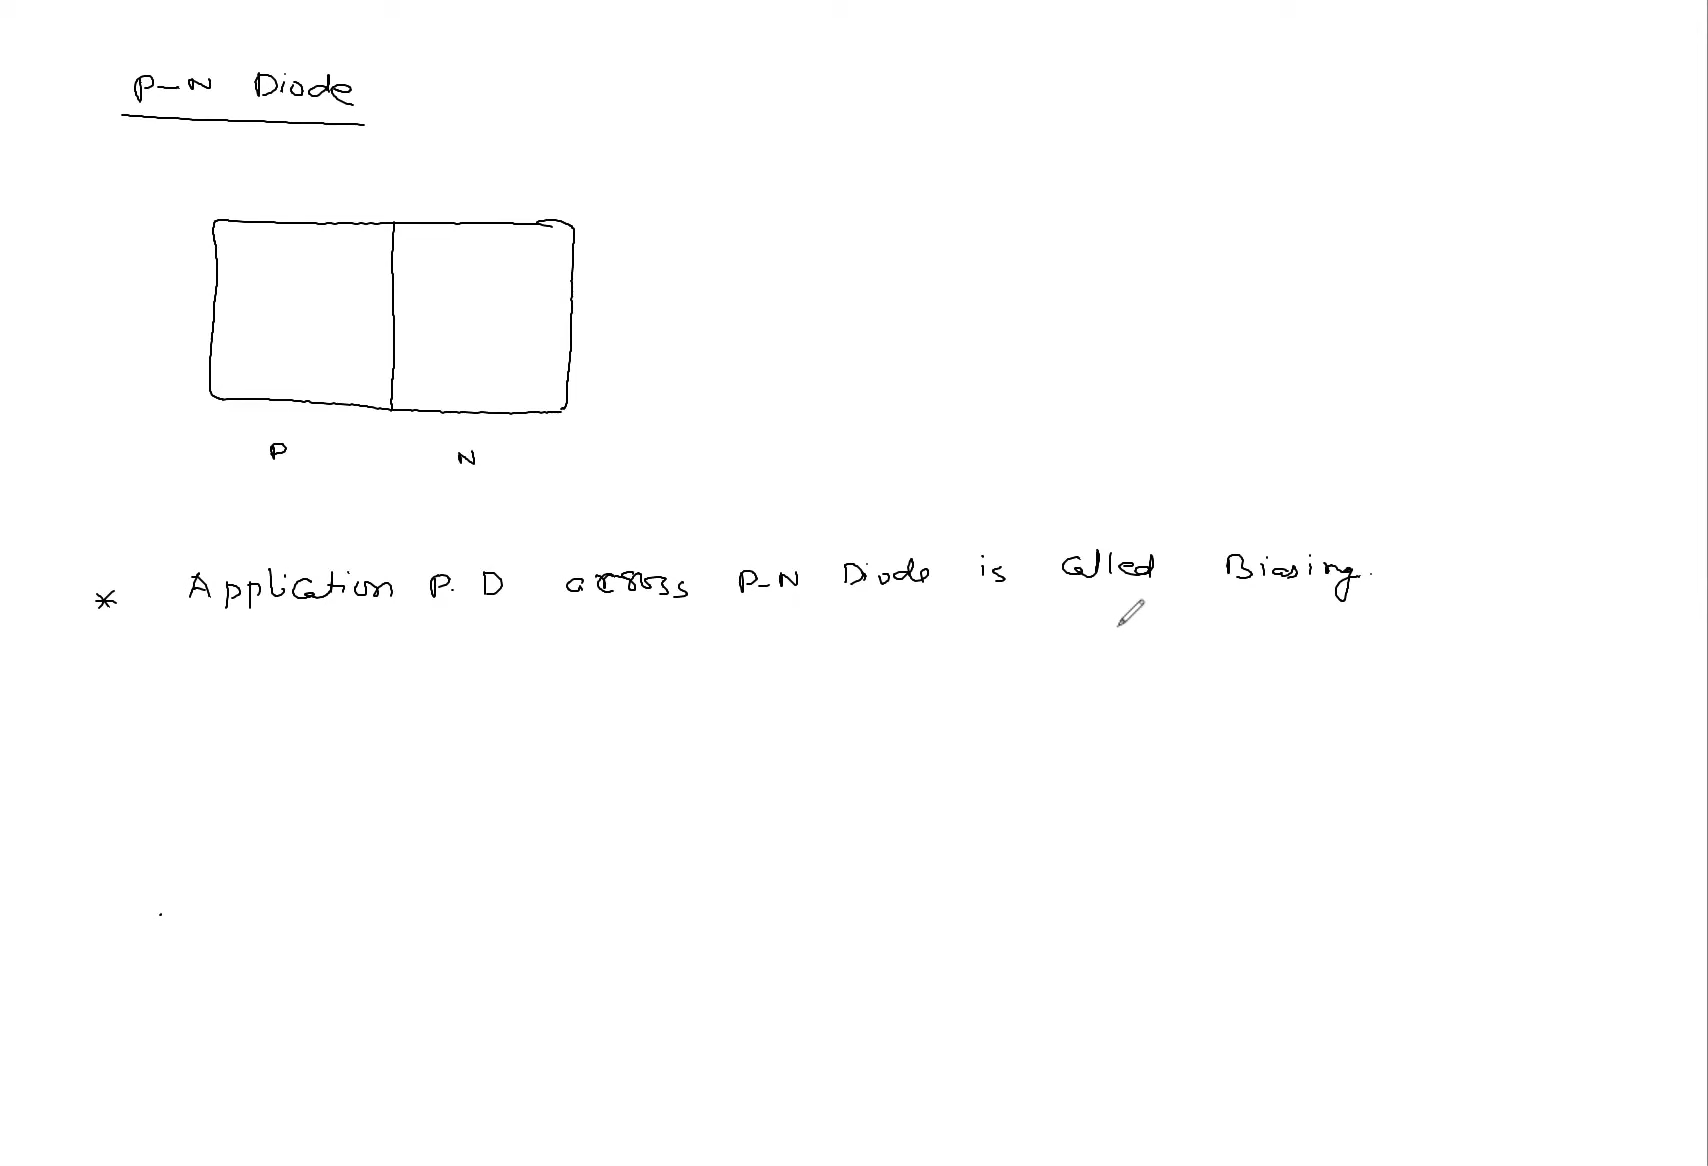 P-N Diode
P N
* Application P.D across P-N Diode is called Biasing.